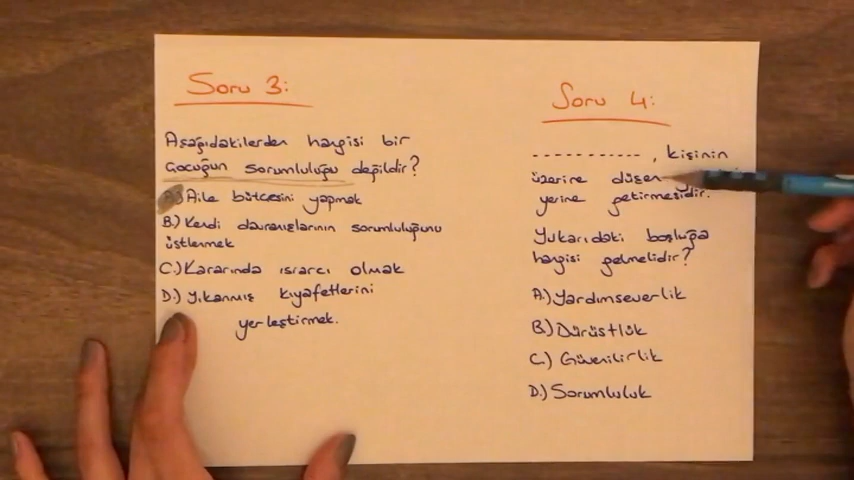 Soru 3:
Aşağıdakilerden hangisi bir
çocuğun sorumluluğu değildir?
A.) Aile bütçesini yapmak
B.) Kendi davranışlarının sorumluluğunu
üstlenmek
C.) Kararında ısrarcı olmak
D.) Yıkanmış kıyafetlerini
yerleştirmek.
Soru 4:
..........., kişinin
üzerine düşen
yerine getirmesidir.
Yukarıdaki boşluğa
hangisi gelmelidir?
A.) Yardımseverlik
B.) Dürüstlük
C.) Güvenilirlik
D.) Sorumluluk